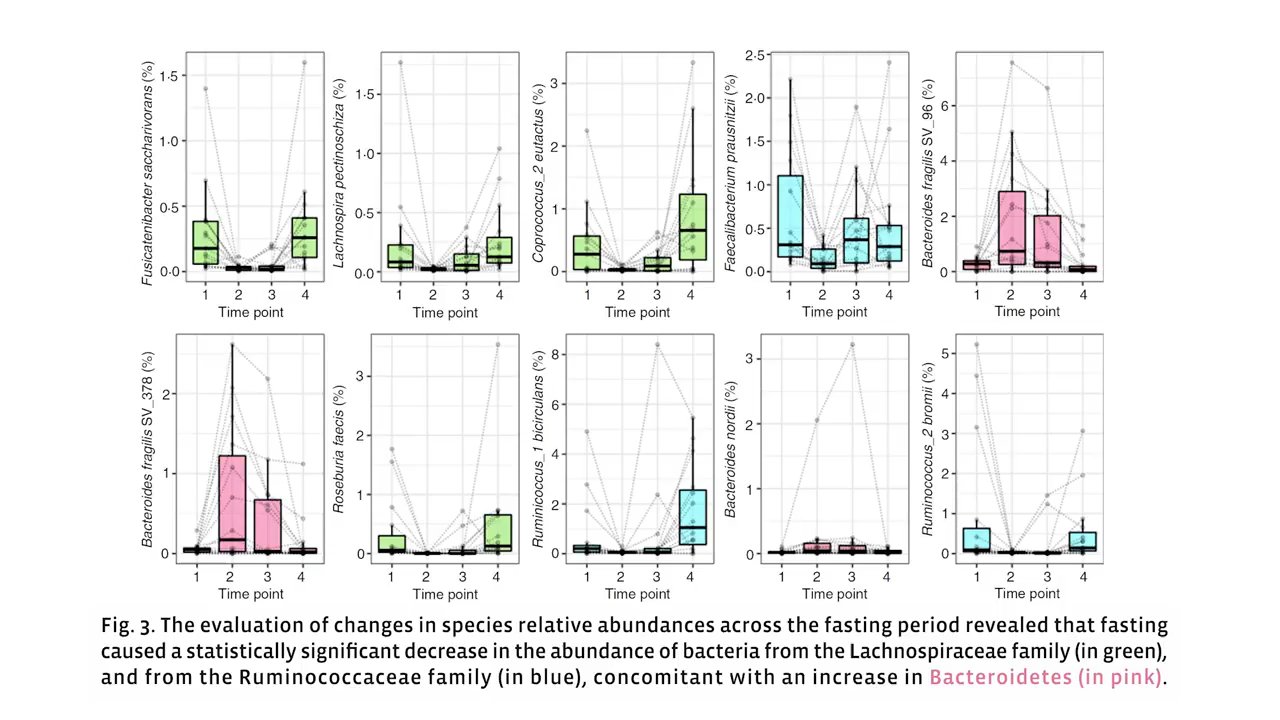 Fusicatenibacter saccharivorans (%)
1·5
1·0
0·5
0·0
1 2 3 4
Time point
Lachnospira pectinoschiza (%)
1·5
1·0
0·5
0·0
1 2 3 4
Time point
Coprococcus_2 eutactus (%)
3
2
1
0
1 2 3 4
Time point
Faecalibacterium prausnitzii (%)
2·5
2·0
1·5
1·0
0·5
0·0
1 2 3 4
Time point
Bacteroides fragilis SV_96 (%)
6
4
2
0
1 2 3 4
Time point
Bacteroides fragilis SV_378 (%)
2
1
0
1 2 3 4
Time point
Roseburia faecis (%)
3
2
1
0
1 2 3 4
Time point
Ruminicoccus_1 bicirculans (%)
8
6
4
2
0
1 2 3 4
Time point
Bacteroides nordii (%)
3
2
1
0
1 2 3 4
Time point
Ruminococcus_2 bromii (%)
5
4
3
2
1
0
1 2 3 4
Time point
Fig. 3. The evaluation of changes in species relative abundances across the fasting period revealed that fasting
caused a statistically significant decrease in the abundance of bacteria from the Lachnospiraceae family (in green),
and from the Ruminococcaceae family (in blue), concomitant with an increase in Bacteroidetes (in pink).